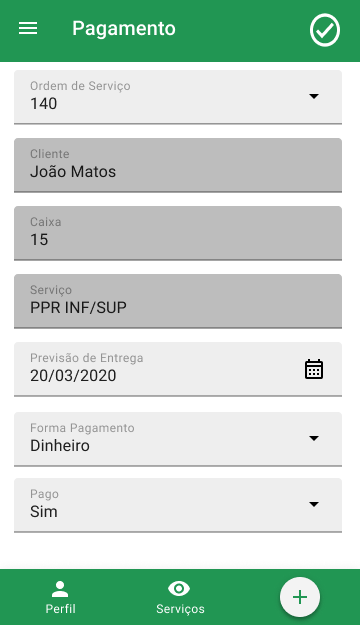 Pagamento
Ordem de Serviço
140
Cliente
João Matos
Caixa
15
Serviço
PPR INF/SUP
Previsão de Entrega
20/03/2020
Forma Pagamento
Dinheiro
Pago
Sim
Perfil
Serviços